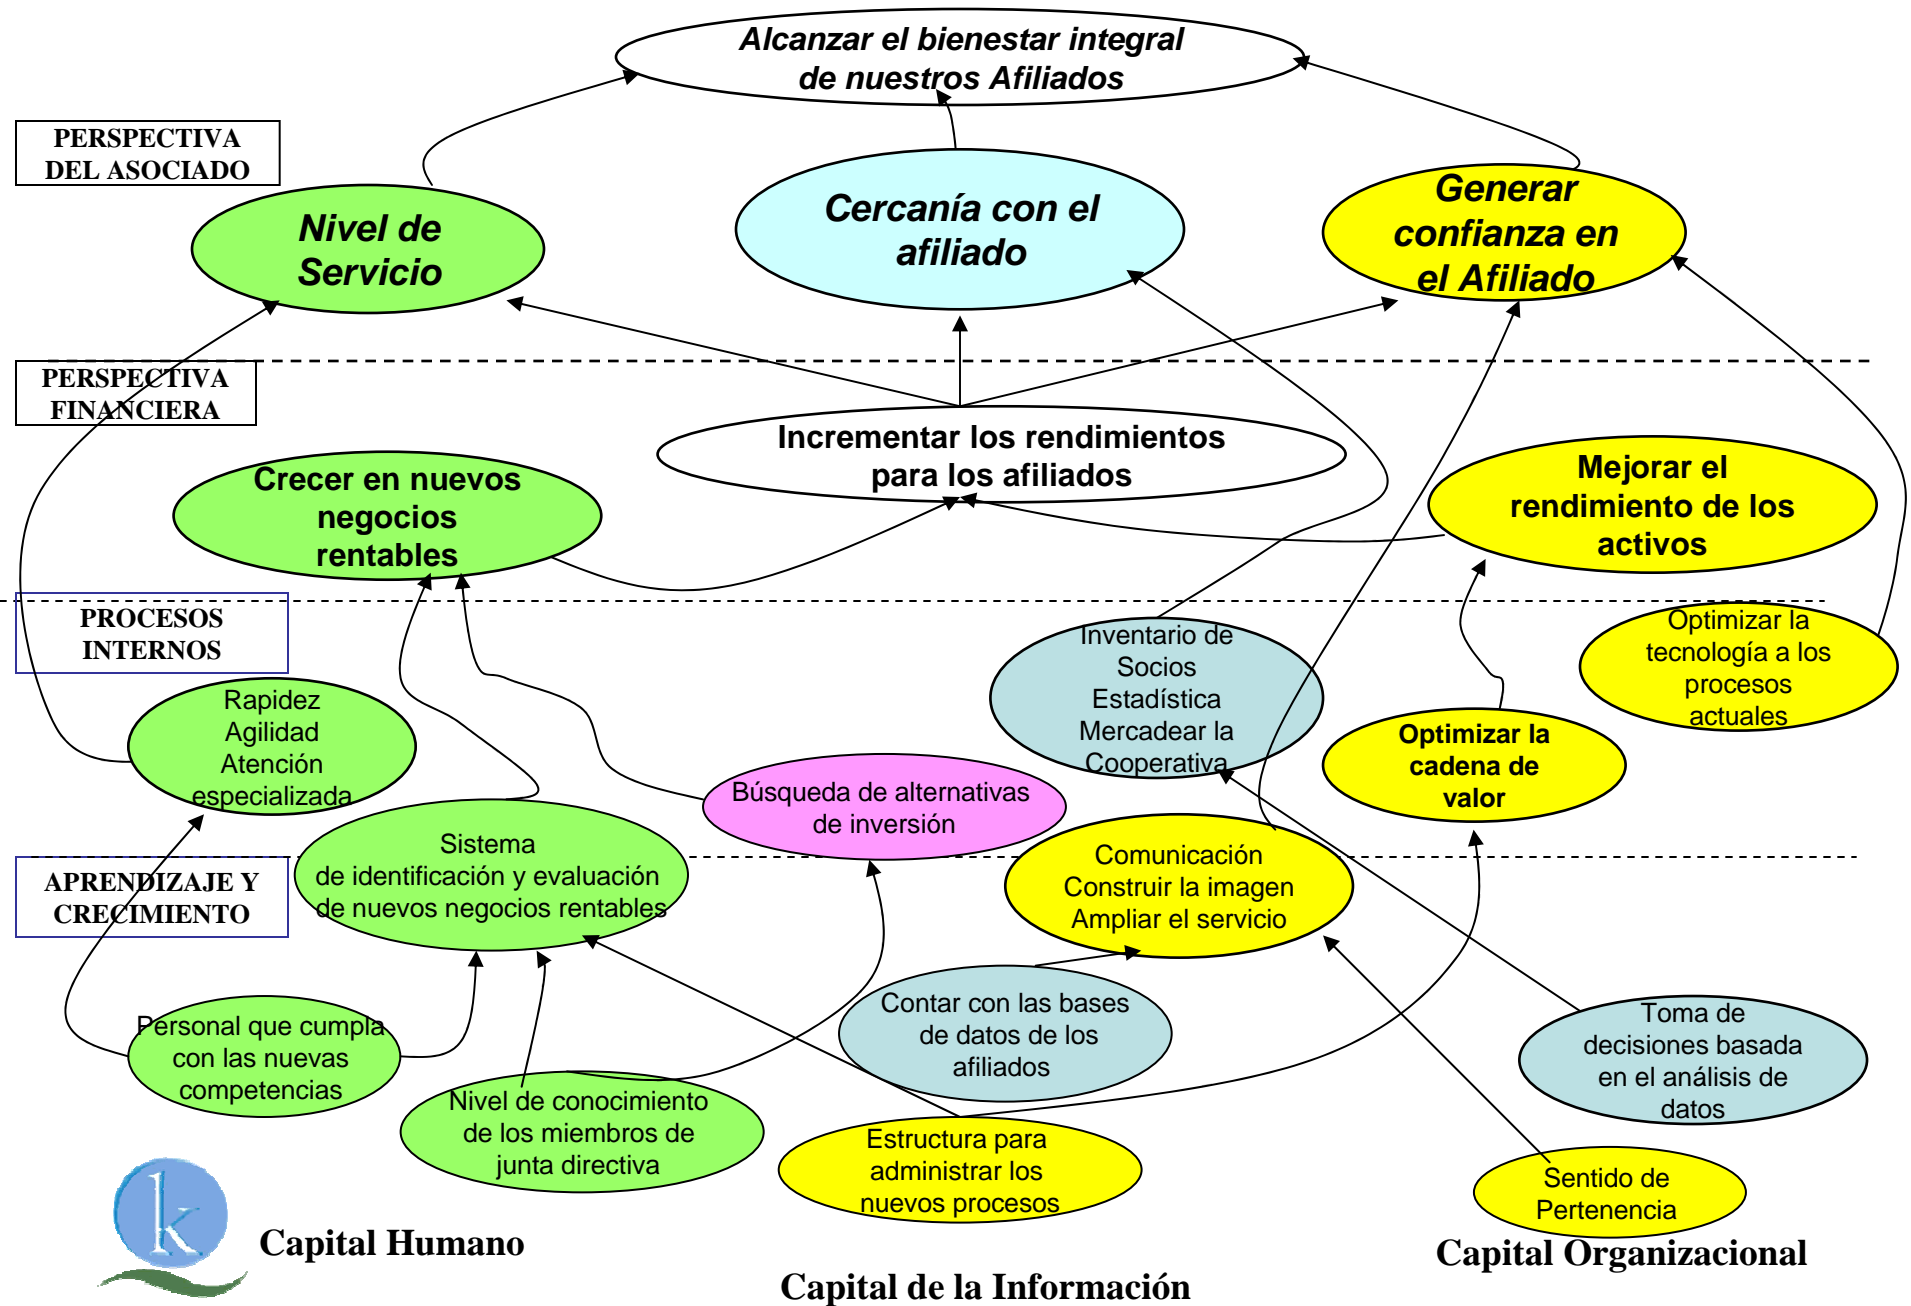 Alcanzar el bienestar integral
de nuestros Afiliados
PERSPECTIVA
DEL ASOCIADO
Nivel de
Servicio
Cercanía con el
afiliado
Generar
confianza en
el Afiliado
PERSPECTIVA
FINANCIERA
Incrementar los rendimientos
para los afiliados
Crecer en nuevos
negocios
rentables
Mejorar el
rendimiento de los
activos
PROCESOS
INTERNOS
Inventario de
Socios
Estadística
Mercadear la
Cooperativa
Optimizar la
tecnología a los
procesos
actuales
Rapidez
Agilidad
Atención
especializada
Optimizar la
cadena de
valor
Búsqueda de alternativas
de inversión
Sistema
de identificación y evaluación
de nuevos negocios rentables
Comunicación
Construir la imagen
Ampliar el servicio
APRENDIZAJE Y
CRECIMIENTO
Personal que cumpla
con las nuevas
competencias
Contar con las bases
de datos de los
afiliados
Toma de
decisiones basada
en el análisis de
datos
Nivel de conocimiento
de los miembros de
junta directiva
Estructura para
administrar los
nuevos procesos
Sentido de
Pertenencia
k
Capital Humano
Capital Organizacional
Capital de la Información